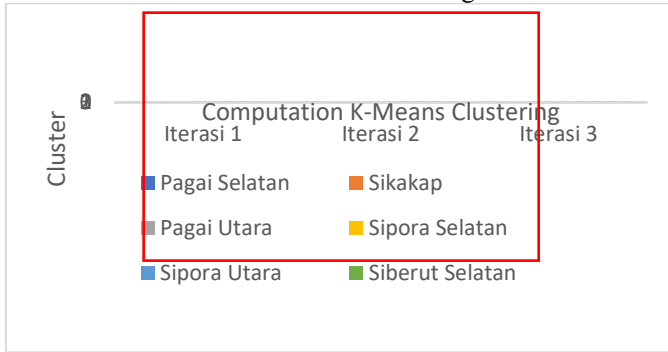 Computation K-Means Clustering
Cluster
Iterasi 1 Iterasi 2 Iterasi 3
Pagai Selatan Sikakap
Pagai Utara Sipora Selatan
Sipora Utara Siberut Selatan